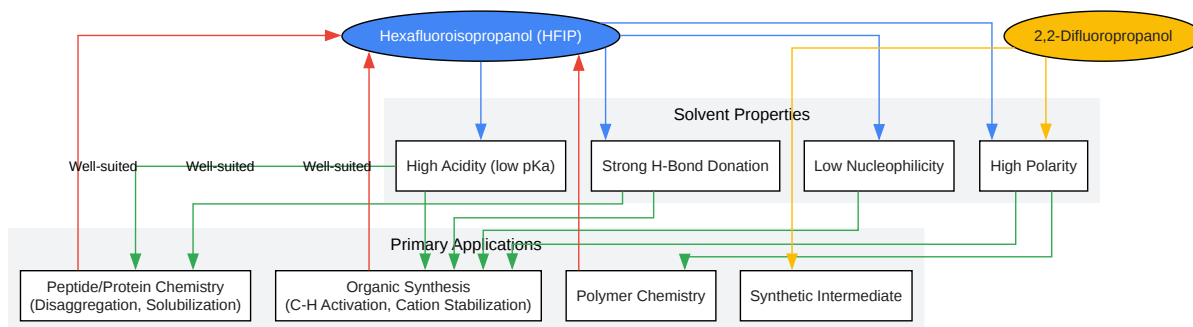 Hexafluoroisopropanol (HFIP)
2,2-Difluoropropanol
Solvent Properties
High Acidity (low pKa)
Strong H-Bond Donation
Low Nucleophilicity
High Polarity
Well-suited
Well-suited
Well-suited
Primary Applications
Peptide/Protein Chemistry
(Disaggregation, Solubilization)
Organic Synthesis
(C-H Activation, Cation Stabilization)
Polymer Chemistry
Synthetic Intermediate